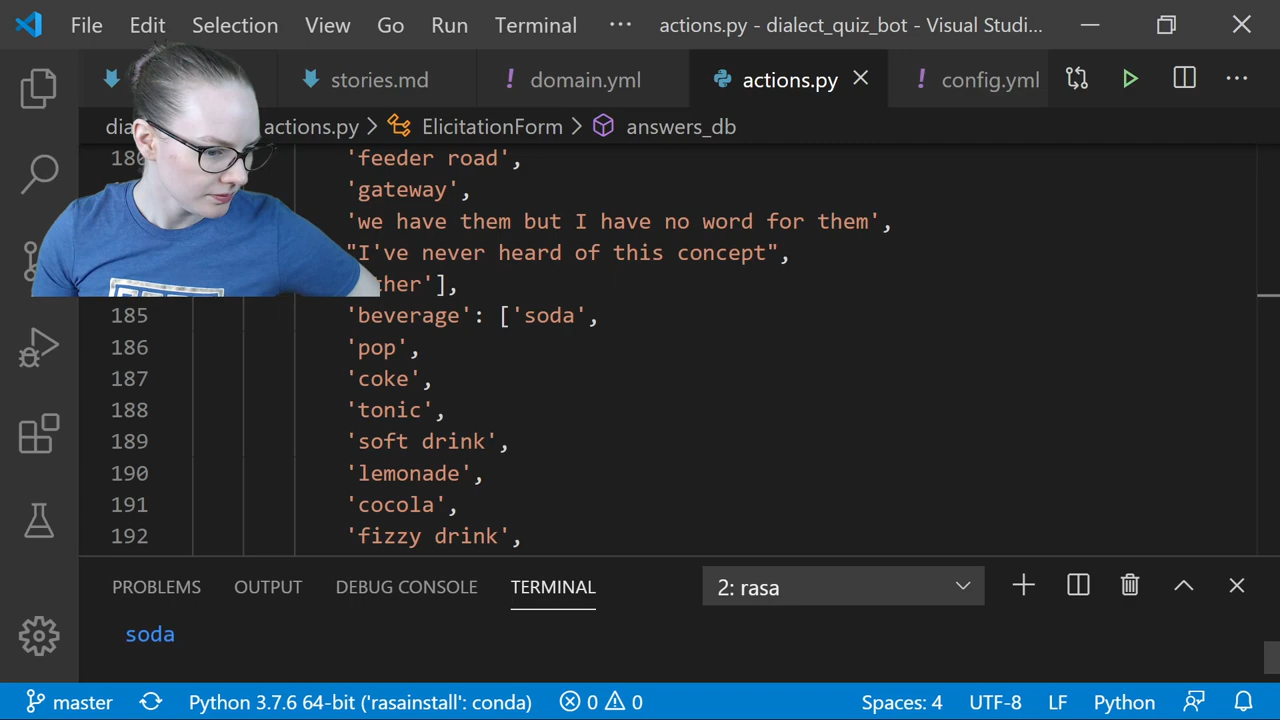 File Edit Selection View Go Run Terminal ··· actions.py - dialect_quiz_bot - Visual Studi...
stories.md ! domain.yml actions.py ! config.yml ···
dia actions.py > ElicitationForm > answers_db
180 'feeder road',
'gateway',
'we have them but I have no word for them',
"I've never heard of this concept",
ther'],
185 'beverage': ['soda',
186 'pop',
187 'coke',
188 'tonic',
189 'soft drink',
190 'lemonade',
191 'cocola',
192 'fizzy drink',
PROBLEMS OUTPUT DEBUG CONSOLE TERMINAL 2: rasa
soda
master Python 3.7.6 64-bit ('rasainstall': conda) 0 0 Spaces: 4 UTF-8 LF Python